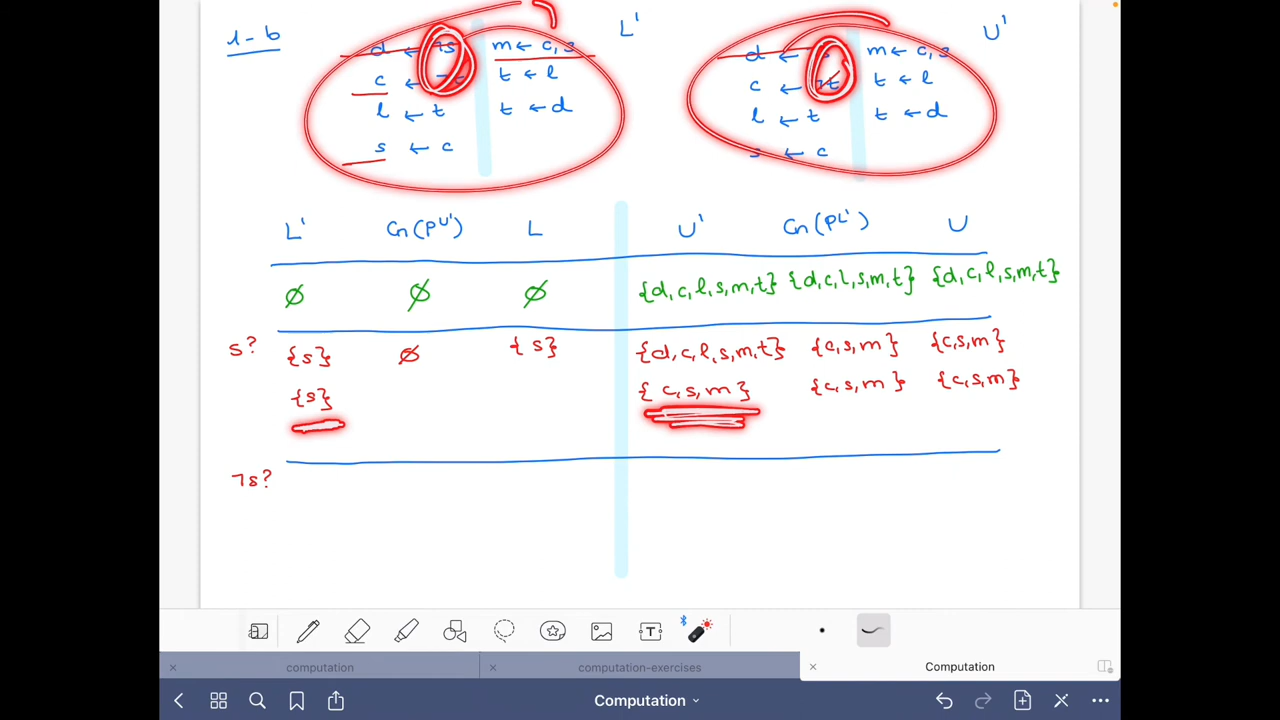 1-b
d ← ¬s m ← c, s L'
c ← ¬t t ← l
l ← t t ← d
s ← c
d ← ¬s m ← c, s U'
c ← ¬t t ← l
l ← t t ← d
s ← c
L' Cn(P^U') L U' Cn(P^L') U
∅ ∅ ∅ {d,c,l,s,m,t} {d,c,l,s,m,t} {d,c,l,s,m,t}
s? {s} ∅ {s} {d,c,l,s,m,t} {c,s,m} {c,s,m}
{s} {c,s,m} {c,s,m} {c,s,m}
¬s?
T
computation computation-exercises Computation
Computation